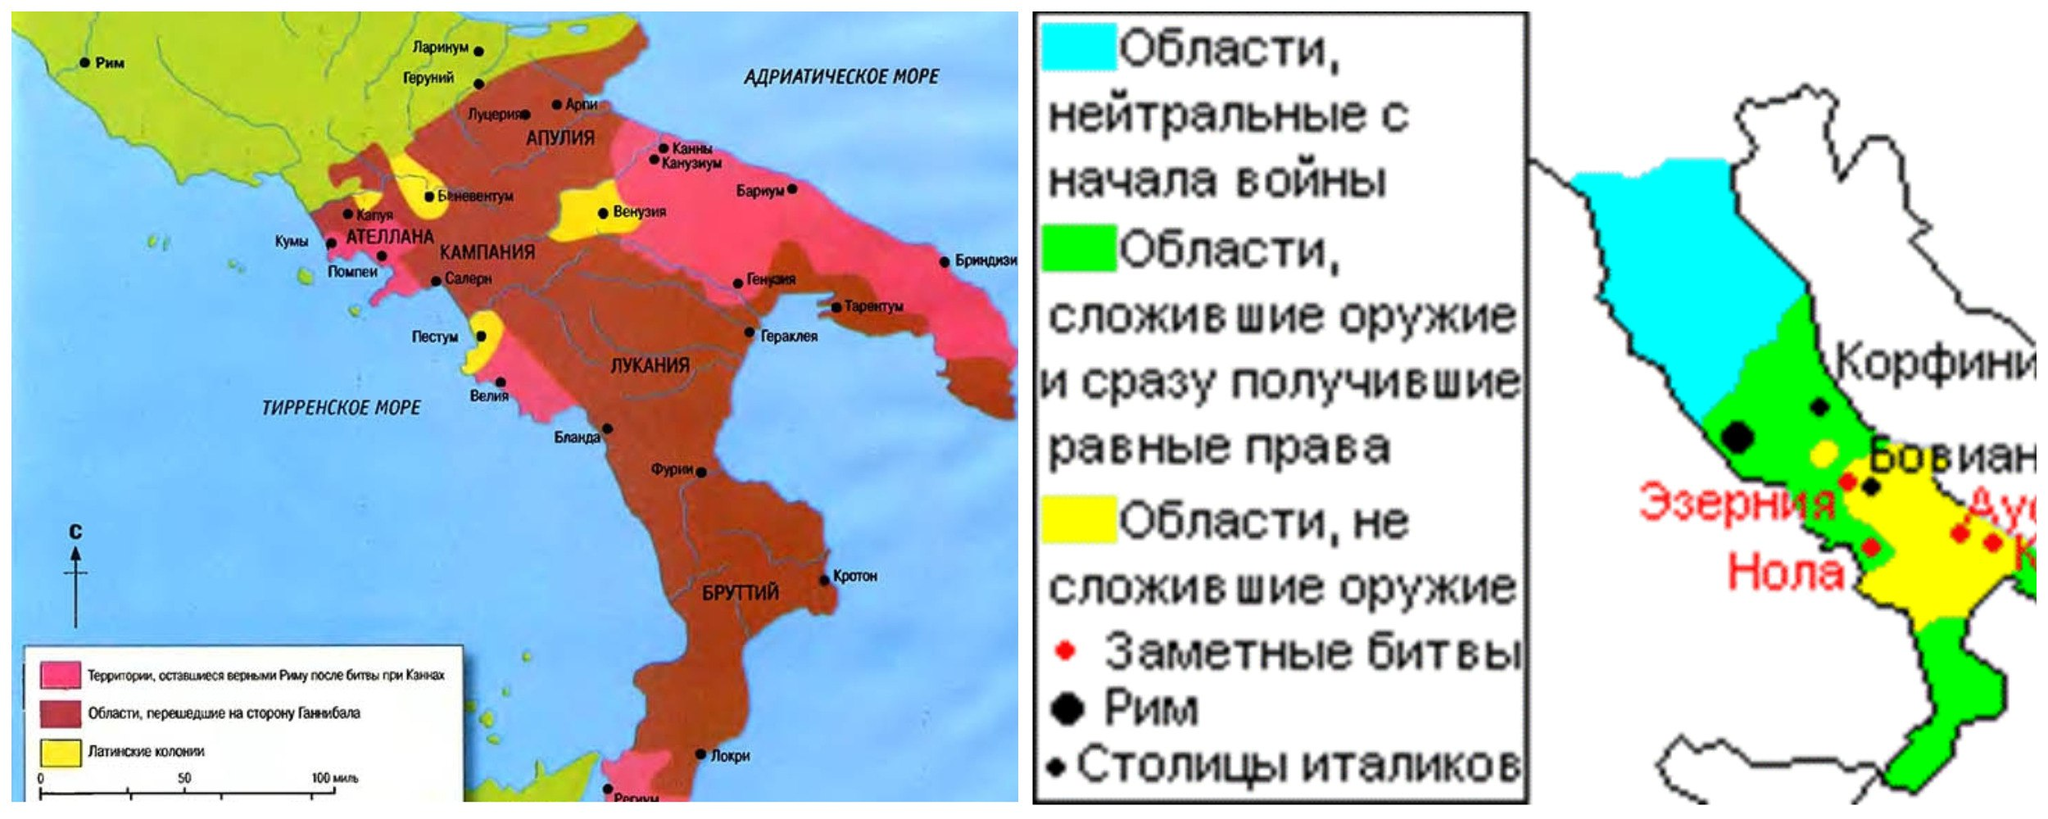 Ларинум
Рим
Геруний
АДРИАТИЧЕСКОЕ МОРЕ
Луцерия
Арпи
АПУЛИЯ
Канны
Канузиум
Бариум
Беневентум
Капуя
Венузия
Кумы
АТЕЛЛАНА
КАМПАНИЯ
Помпеи
Бриндизи
Салерн
Генузия
Тарентум
Пестум
Гераклея
ЛУКАНИЯ
Велия
ТИРРЕНСКОЕ МОРЕ
Бланда
Фурии
С
Кротон
БРУТТИЙ
Локри
Региум
Территории, оставшиеся верными Риму после битвы при Каннах
Области, перешедшие на сторону Ганнибала
Латинские колонии
0 50 100 миль
Области,
нейтральные с
начала войны
Области,
сложившие оружие
и сразу получившие
равные права
Области, не
сложившие оружие
Заметные битвы
Рим
Столицы италиков
Корфини
Бовиан
Эзерния
Аус
Нола
К